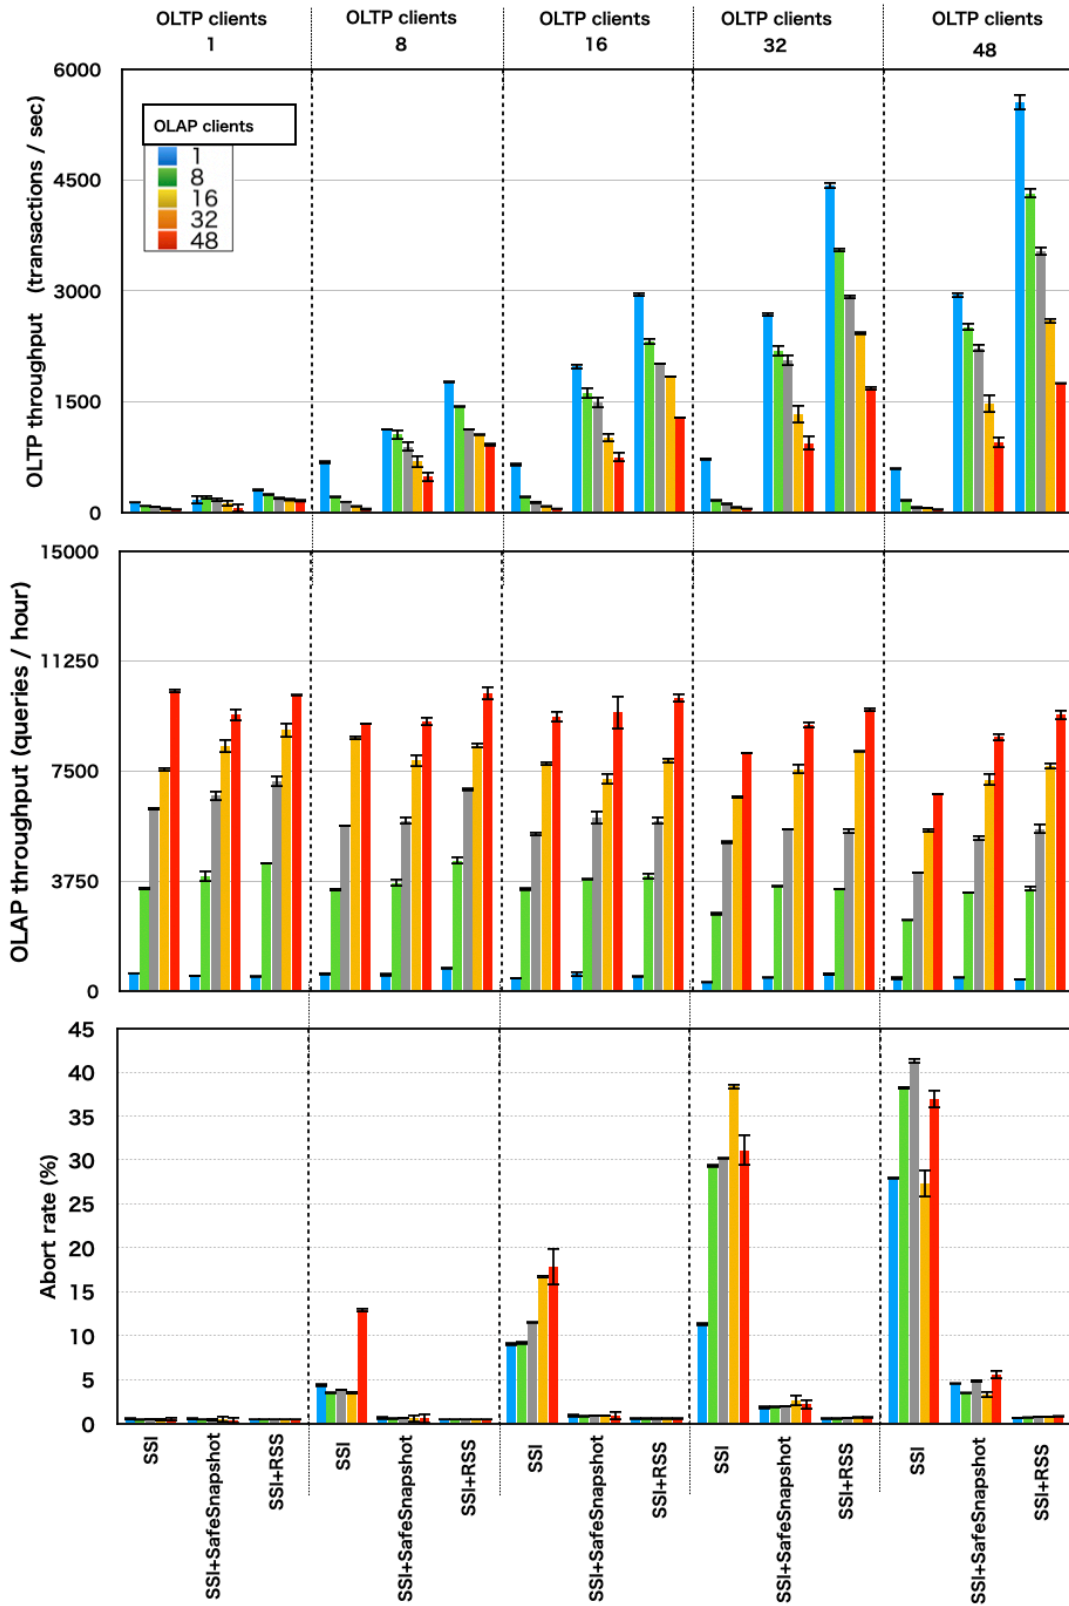 OLTP clients OLTP clients OLTP clients OLTP clients OLTP clients
1 8 16 32 48
OLTP throughput (transactions / sec)
6000
4500
3000
1500
0
OLAP clients
1
8
16
32
48
OLAP throughput (queries / hour)
15000
11250
7500
3750
0
Abort rate (%)
45
40
35
30
25
20
15
10
5
0
SSI
SSI+SafeSnapshot
SSI+RSS
SSI
SSI+SafeSnapshot
SSI+RSS
SSI
SSI+SafeSnapshot
SSI+RSS
SSI
SSI+SafeSnapshot
SSI+RSS
SSI
SSI+SafeSnapshot
SSI+RSS